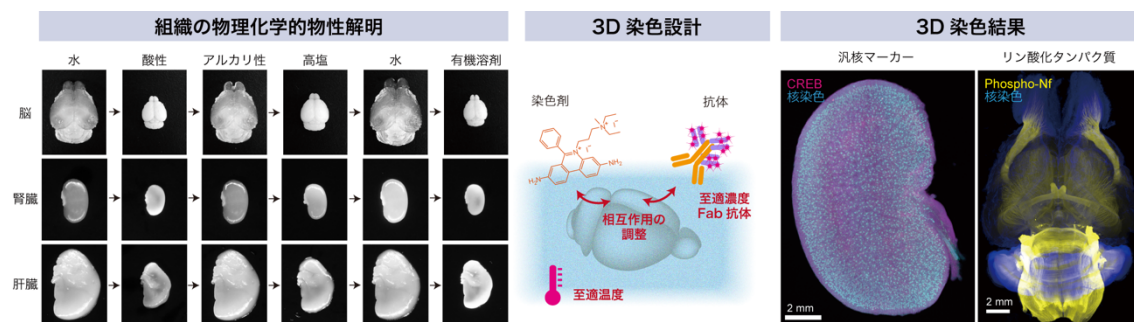 組織の物理化学的物性解明
水
酸性
アルカリ性
高塩
水
有機溶剤
脳
腎臓
肝臓
3D 染色設計
染色剤
抗体
N⁺
I⁻
N⁺
I⁻
H₂N
NH₂
相互作用の
調整
至適濃度
Fab 抗体
至適温度
3D 染色結果
汎核マーカー
リン酸化タンパク質
CREB
核染色
2 mm
Phospho-Nf
核染色
2 mm